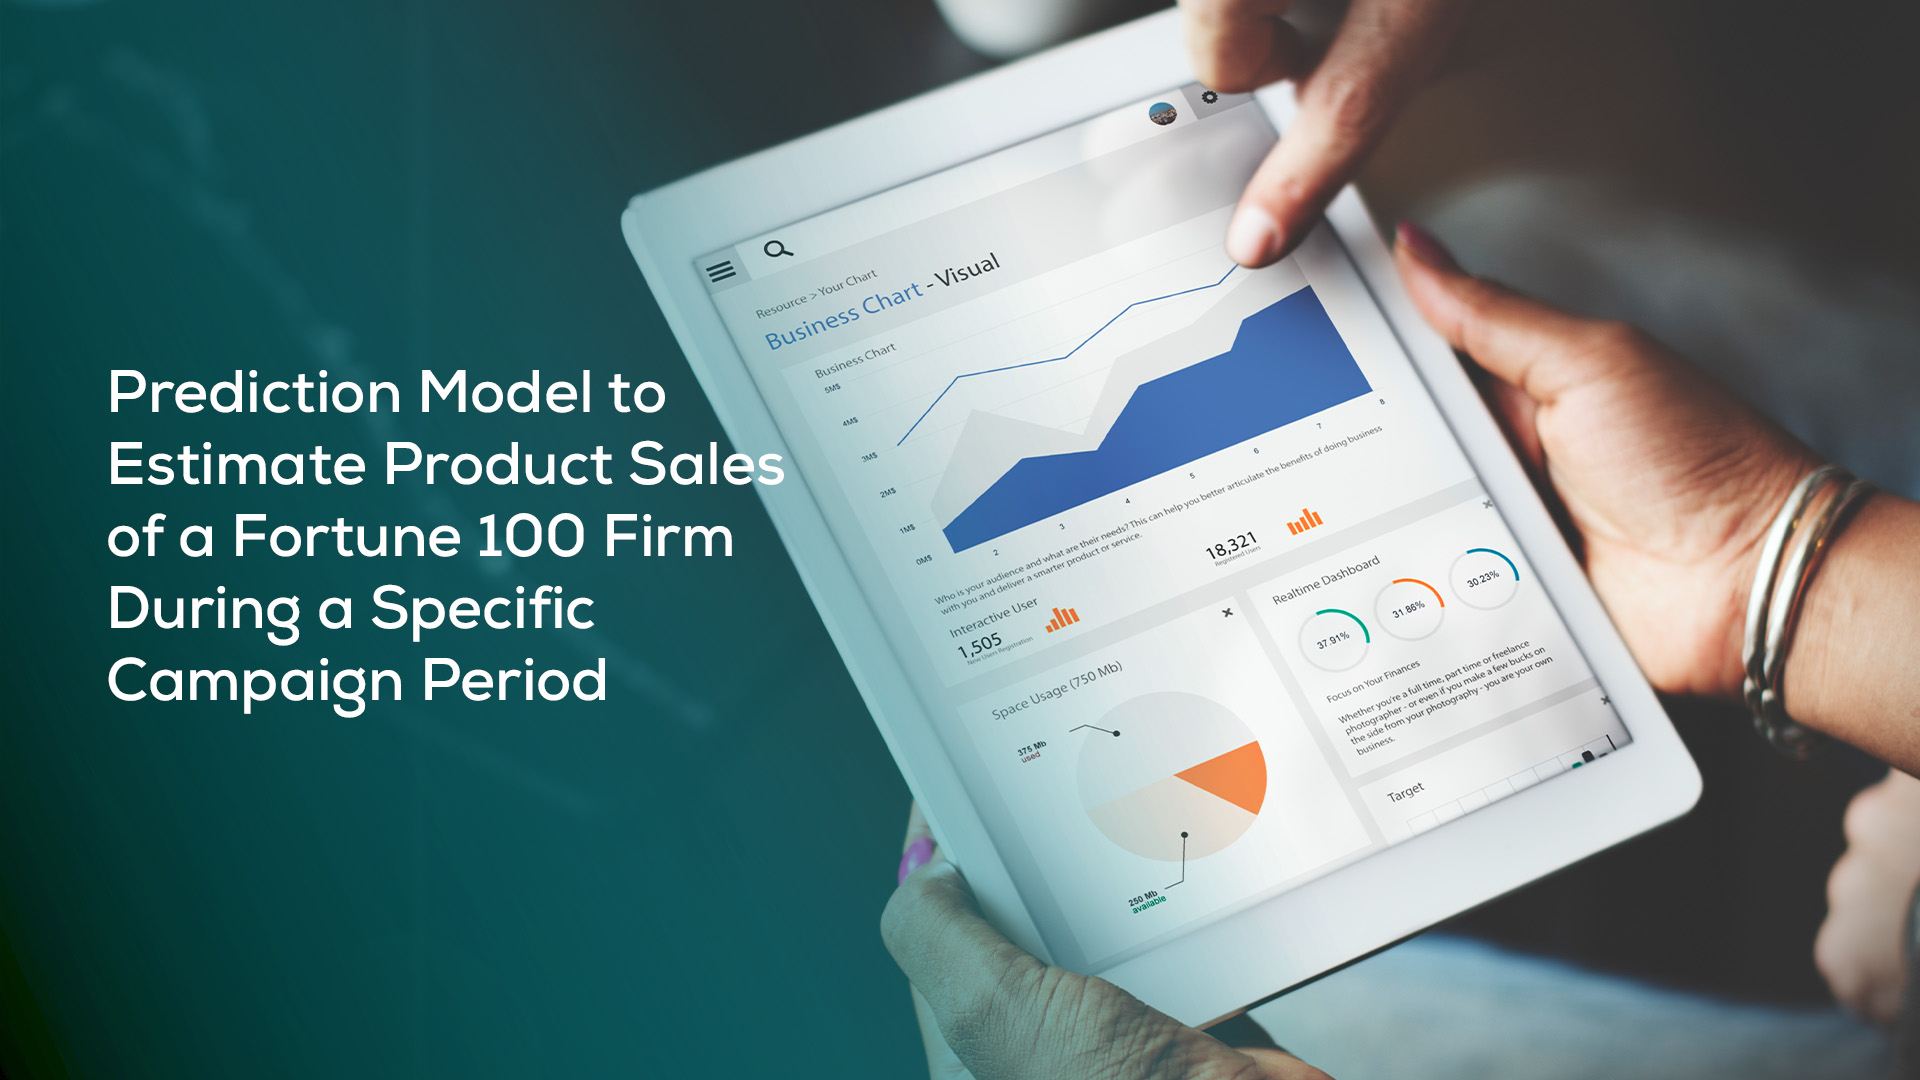 Prediction Model to
Estimate Product Sales
of a Fortune 100 Firm
During a Specific
Campaign Period
Resource > Your Chart
Business Chart - Visual
Business Chart
5M$
4M$
3M$
2M$
1M$
0M$
2
3
4
5
6
7
8
Who is your audience and what are their needs? This can help you better articulate the benefits of doing business
with you and deliver a smarter product or service.
Interactive User
1,505
New Users Registration
18,321
Registered Users
Space Usage (750 Mb)
375 Mb
used
250 Mb
available
Realtime Dashboard
37.91%
31.86%
30.23%
Focus on Your Finances
Whether you're a full time, part time or freelance
photographer - or even if you make a few bucks on
the side from your photography - you are your own
business.
Target